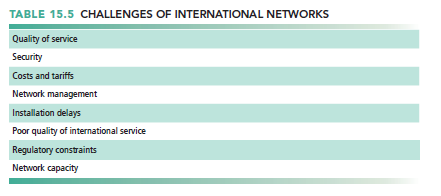 TABLE 15.5 CHALLENGES OF INTERNATIONAL NETWORKS
Quality of service
Security
Costs and tariffs
Network management
Installation delays
Poor quality of international service
Regulatory constraints
Network capacity